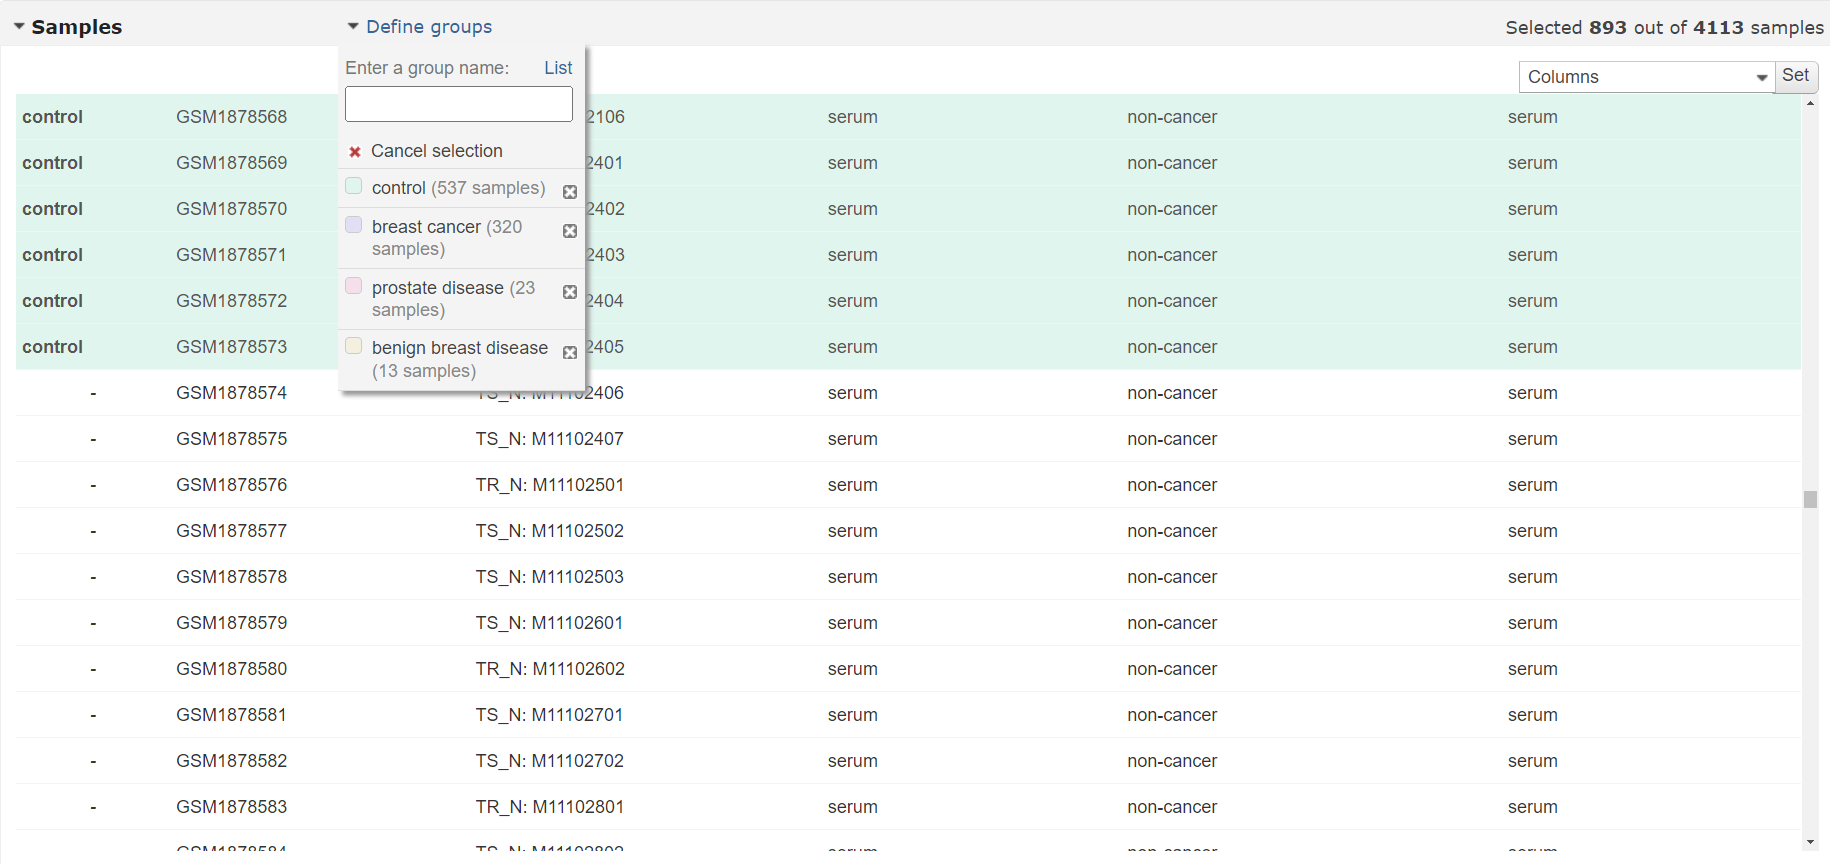 Samples Define groups Selected 893 out of 4113 samples
Enter a group name: List
Columns Set
control GSM1878568 2106 serum non-cancer serum
Cancel selection
control GSM1878569 2401 serum non-cancer serum
control (537 samples)
control GSM1878570 2402 serum non-cancer serum
breast cancer (320
samples)
control GSM1878571 2403 serum non-cancer serum
prostate disease (23
samples)
control GSM1878572 2404 serum non-cancer serum
benign breast disease
(13 samples)
control GSM1878573 2405 serum non-cancer serum
- GSM1878574 TS_N: M11102406 serum non-cancer serum
- GSM1878575 TS_N: M11102407 serum non-cancer serum
- GSM1878576 TR_N: M11102501 serum non-cancer serum
- GSM1878577 TS_N: M11102502 serum non-cancer serum
- GSM1878578 TS_N: M11102503 serum non-cancer serum
- GSM1878579 TS_N: M11102601 serum non-cancer serum
- GSM1878580 TR_N: M11102602 serum non-cancer serum
- GSM1878581 TS_N: M11102701 serum non-cancer serum
- GSM1878582 TS_N: M11102702 serum non-cancer serum
- GSM1878583 TR_N: M11102801 serum non-cancer serum